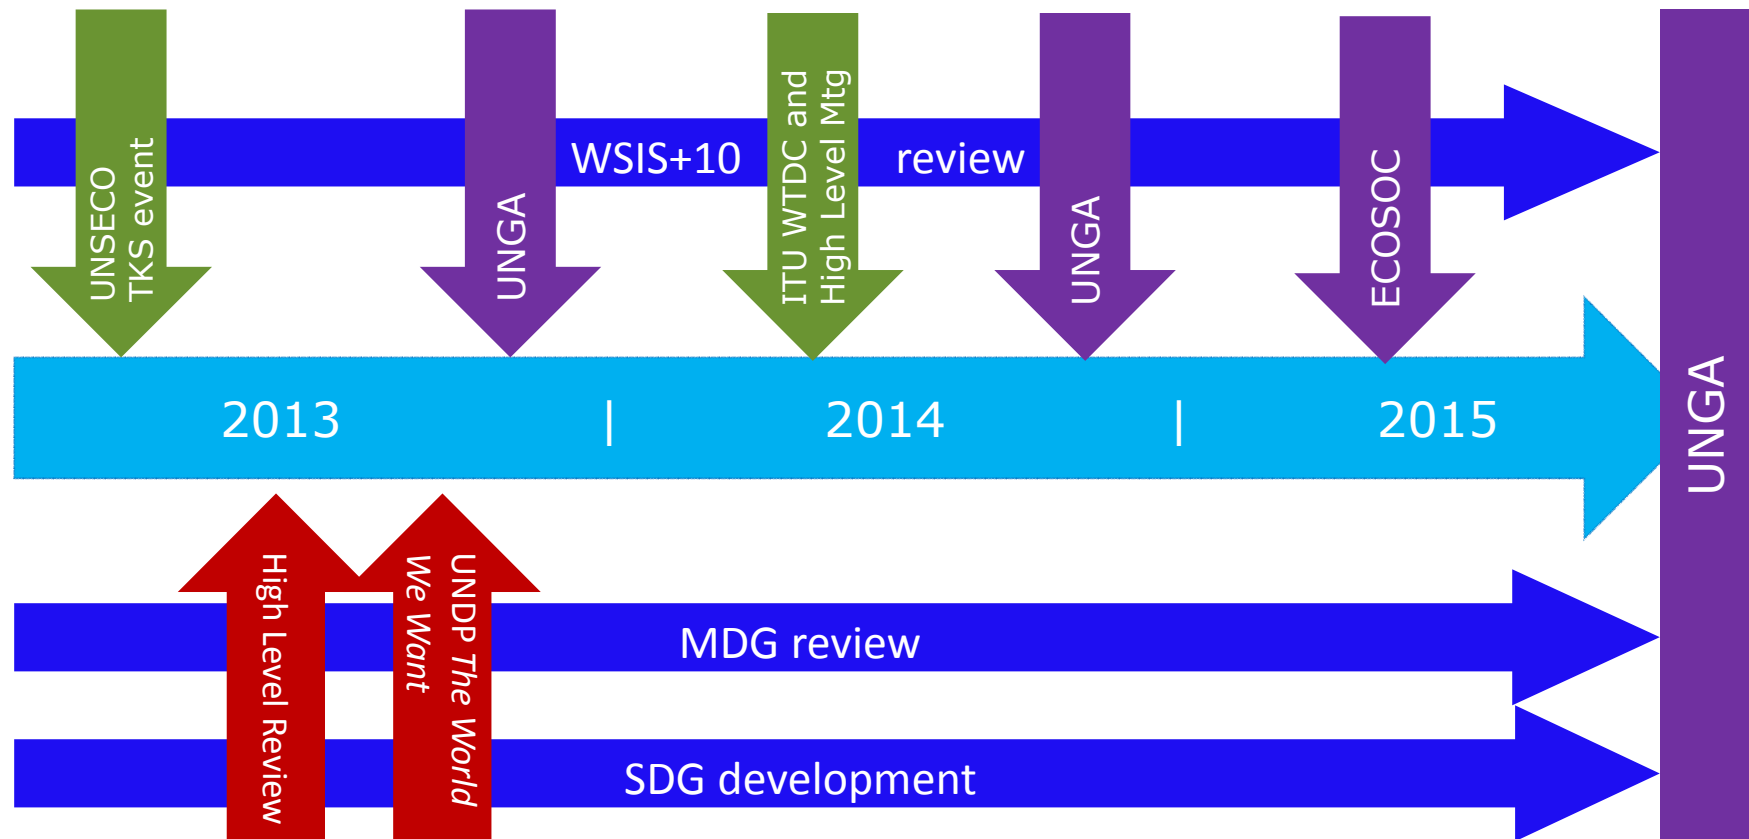 UNSECO
TKS event
UNGA
ITU WTDC and
High Level Mtg
UNGA
ECOSOC
WSIS+10 review
2013 | 2014 | 2015
UNGA
High Level Review
UNDP The World
We Want
MDG review
SDG development